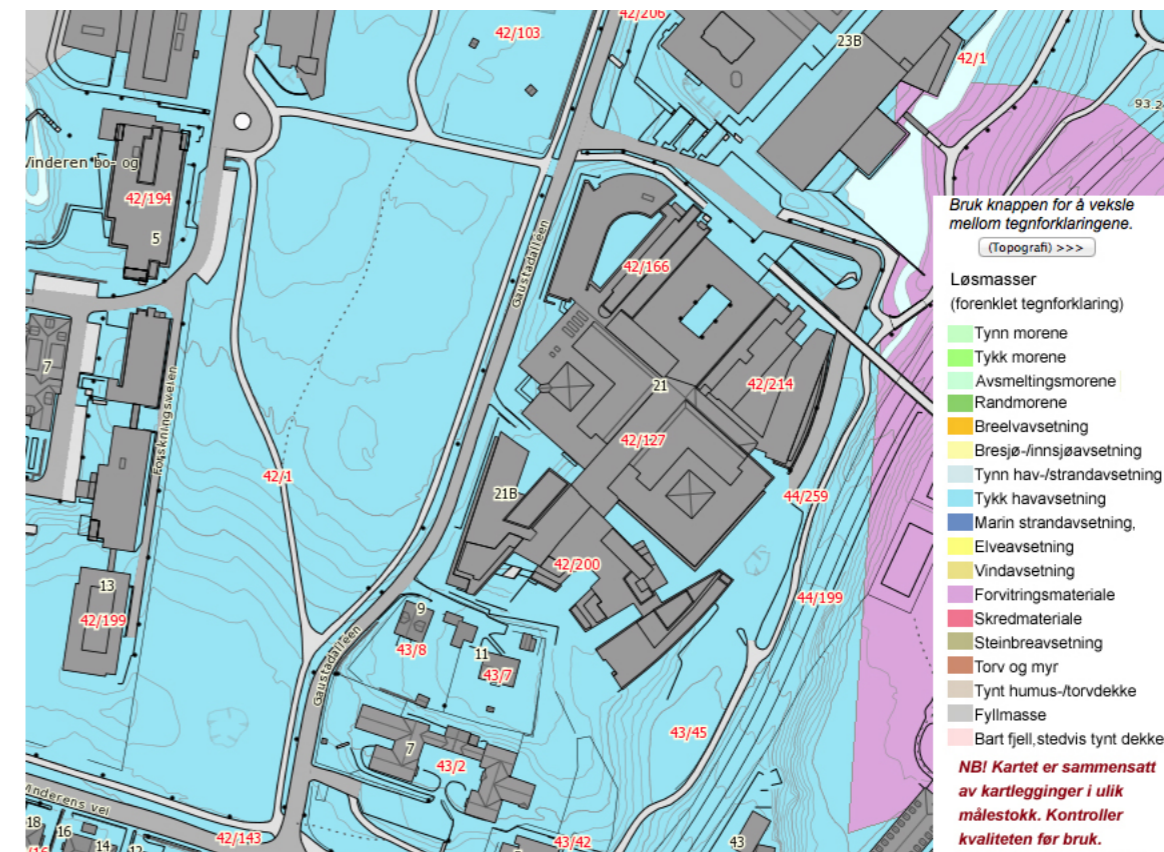 42/206
42/103
23B
42/1
93.2
Vinderen bo- og
42/194
5
Gaustadalléen
42/166
7
21
42/214
Forskningsveien
42/127
42/1
21B
44/259
42/200
13
42/199
44/199
9
43/8
11
43/7
Gaustadalléen
43/45
7
43/2
Vinderens vei
18
16
14
12
/16
42/143
43/42
43
Bruk knappen for å veksle
mellom tegnforklaringene.
(Topografi) >>>
Løsmasser
(forenklet tegnforklaring)
Tynn morene
Tykk morene
Avsmeltingsmorene
Randmorene
Breelvavsetning
Bresjø-/innsjøavsetning
Tynn hav-/strandavsetning
Tykk havavsetning
Marin strandavsetning,
Elveavsetning
Vindavsetning
Forvitringsmateriale
Skredmateriale
Steinbreavsetning
Torv og myr
Tynt humus-/torvdekke
Fyllmasse
Bart fjell,stedvis tynt dekke
NB! Kartet er sammensatt
av kartlegginger i ulik
målestokk. Kontroller
kvaliteten før bruk.